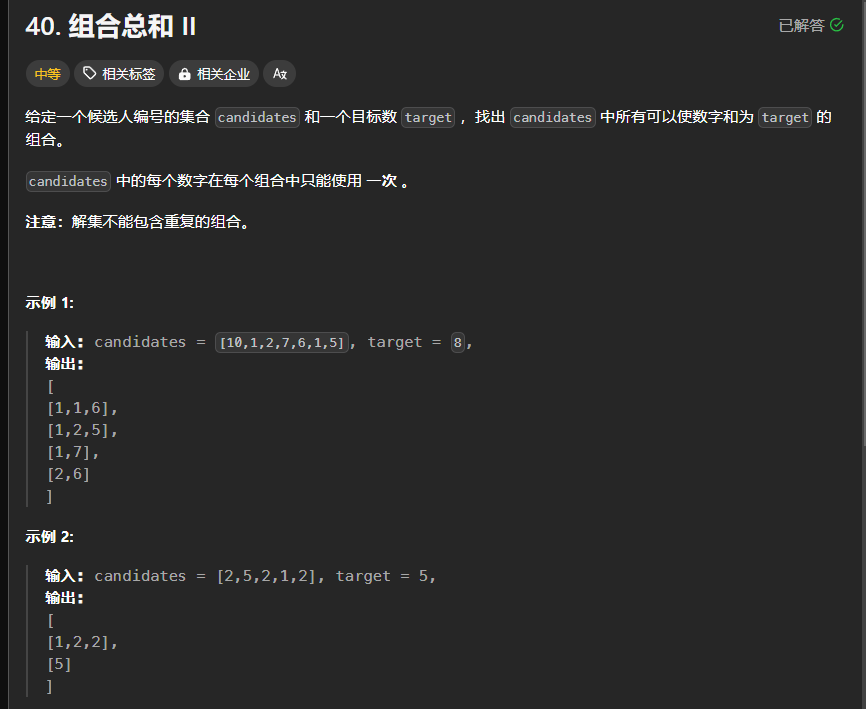 40. 组合总和 II
已解答
中等 相关标签 相关企业 Az
给定一个候选人编号的集合 candidates 和一个目标数 target ，找出 candidates 中所有可以使数字和为 target 的
组合。
candidates 中的每个数字在每个组合中只能使用 一次 。
注意：解集不能包含重复的组合。
示例 1:
输入: candidates = [10,1,2,7,6,1,5], target = 8,
输出:
[
[1,1,6],
[1,2,5],
[1,7],
[2,6]
]
示例 2:
输入: candidates = [2,5,2,1,2], target = 5,
输出:
[
[1,2,2],
[5]
]